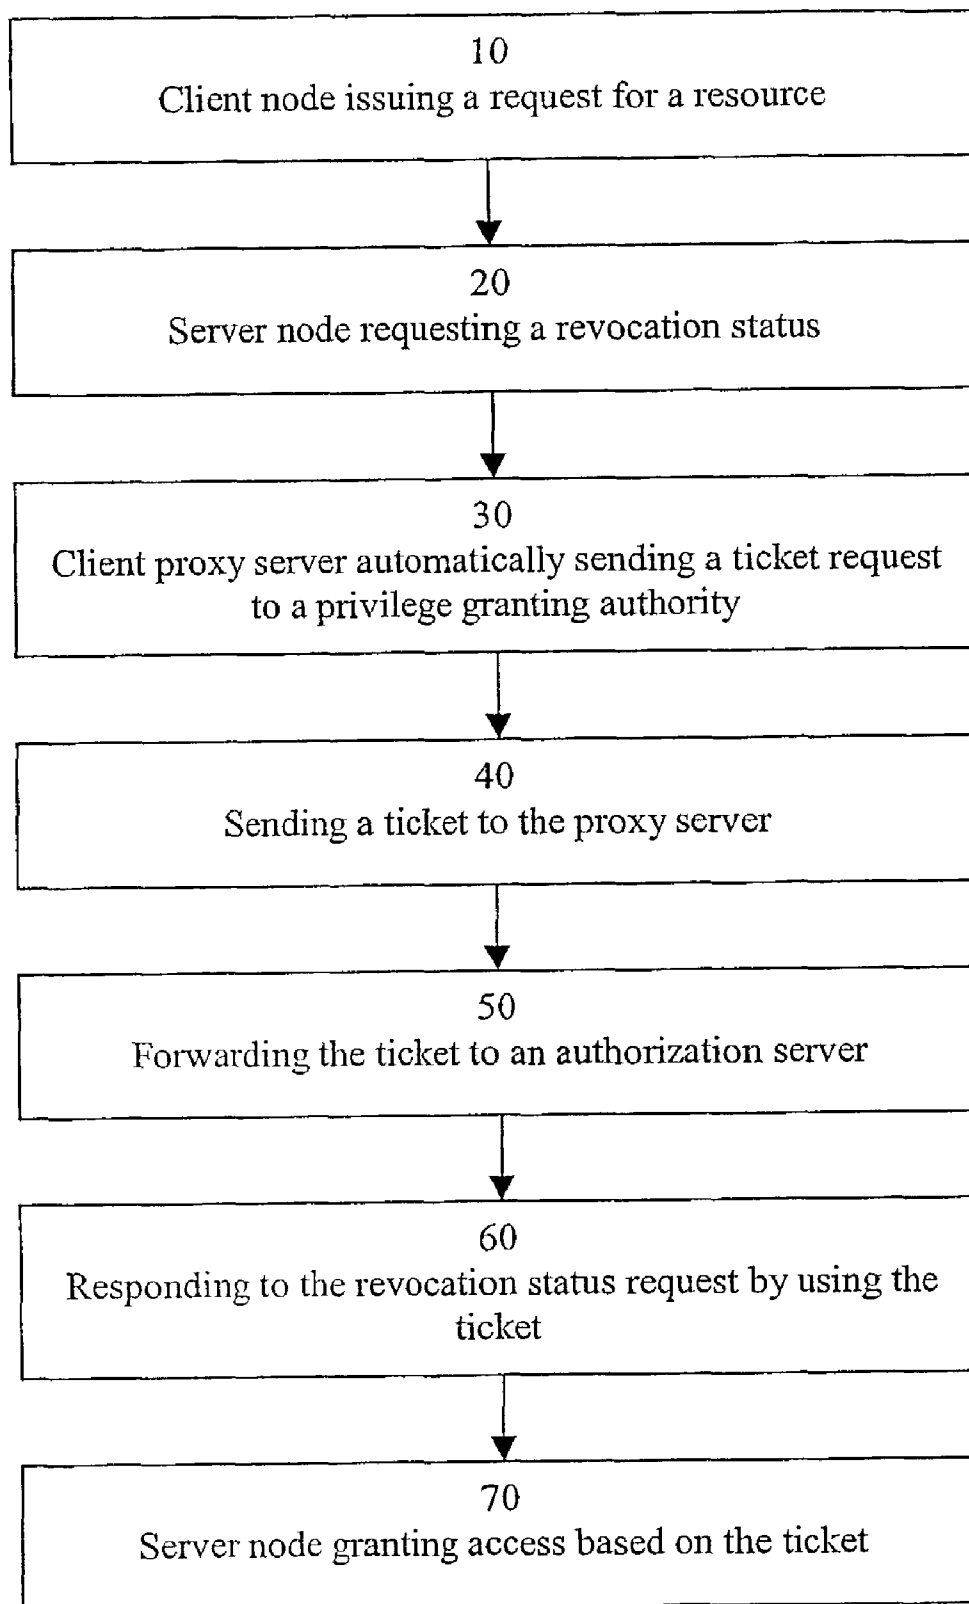 10
Client node issuing a request for a resource
20
Server node requesting a revocation status
30
Client proxy server automatically sending a ticket request
to a privilege granting authority
40
Sending a ticket to the proxy server
50
Forwarding the ticket to an authorization server
60
Responding to the revocation status request by using the
ticket
70
Server node granting access based on the ticket